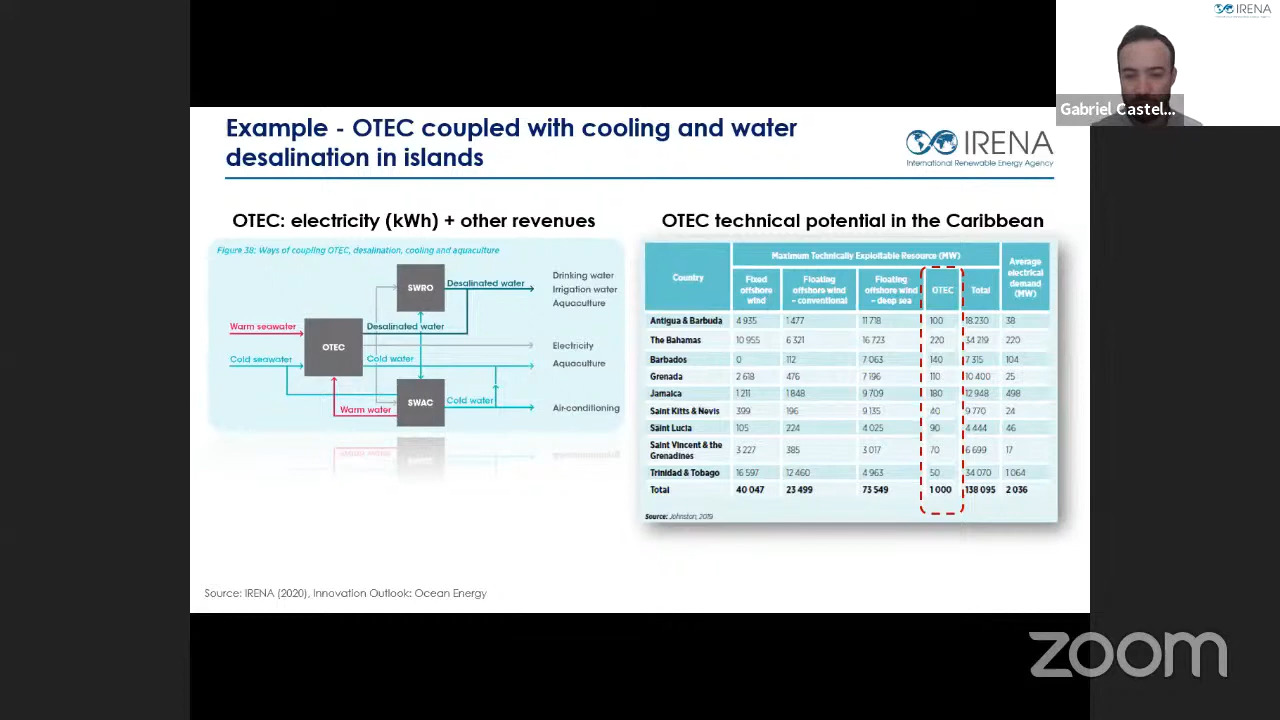 IRENA
Gabriel Castel...
Example - OTEC coupled with cooling and water
desalination in islands
IRENA
International Renewable Energy Agency
OTEC: electricity (kWh) + other revenues
Figure 38: Ways of coupling OTEC, desalination, cooling and aquaculture
SWRO
Desalinated water
Drinking water
Irrigation water
Aquaculture
Warm seawater
Desalinated water
OTEC
Electricity
Cold seawater
Cold water
Aquaculture
SWAC
Cold water
Warm water
Air-conditioning
OTEC technical potential in the Caribbean
Country
Maximum Technically Exploitable Resource (MW)
Average
electrical
demand
(MW)
Fixed
offshore
wind
Floating
offshore wind
– conventional
Floating
offshore wind
– deep sea
OTEC
Total
Antigua & Barbuda 4 935 1 477 11 718 100 18 230 38
The Bahamas 10 955 6 321 16 723 220 34 219 220
Barbados 0 112 7 063 140 7 315 104
Grenada 2 618 476 7 196 110 10 400 25
Jamaica 1 211 1 848 9 709 180 12 948 498
Saint Kitts & Nevis 399 196 9 135 40 9 770 24
Saint Lucia 105 224 4 025 90 4 444 46
Saint Vincent & the
Grenadines 3 227 385 3 017 70 6 699 17
Trinidad & Tobago 16 597 12 460 4 963 50 34 070 1 064
Total 40 047 23 499 73 549 1 000 138 095 2 036
Source: Johnston, 2019
Source: IRENA (2020), Innovation Outlook: Ocean Energy
zoom